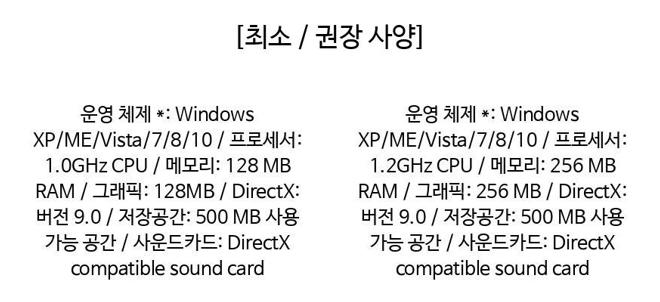 [최소 / 권장 사양]
운영 체제 *: Windows
XP/ME/Vista/7/8/10 / 프로세서:
1.0GHz CPU / 메모리: 128 MB
RAM / 그래픽: 128MB / DirectX:
버전 9.0 / 저장공간: 500 MB 사용
가능 공간 / 사운드카드: DirectX
compatible sound card
운영 체제 *: Windows
XP/ME/Vista/7/8/10 / 프로세서:
1.2GHz CPU / 메모리: 256 MB
RAM / 그래픽: 256 MB / DirectX:
버전 9.0 / 저장공간: 500 MB 사용
가능 공간 / 사운드카드: DirectX
compatible sound card